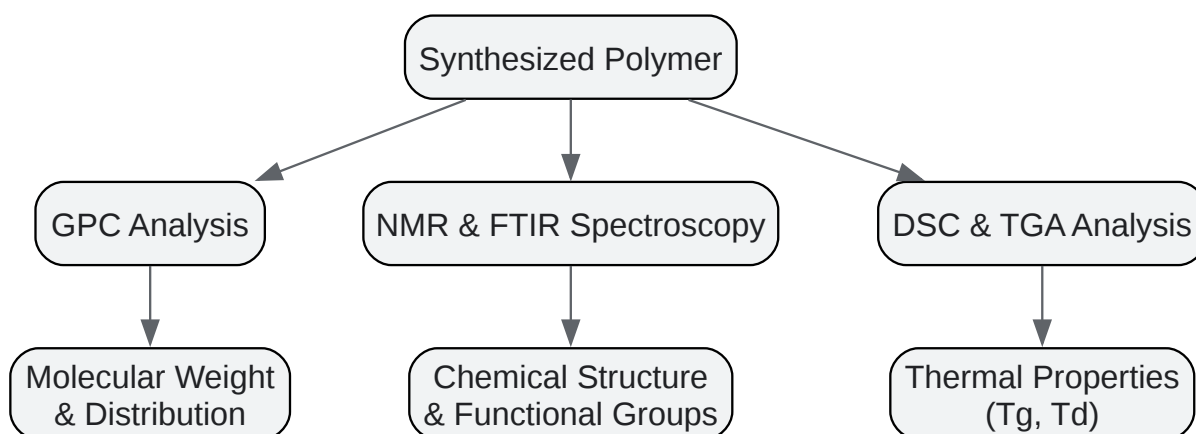 Synthesized Polymer
GPC Analysis
NMR & FTIR Spectroscopy
DSC & TGA Analysis
Molecular Weight
& Distribution
Chemical Structure
& Functional Groups
Thermal Properties
(Tg, Td)